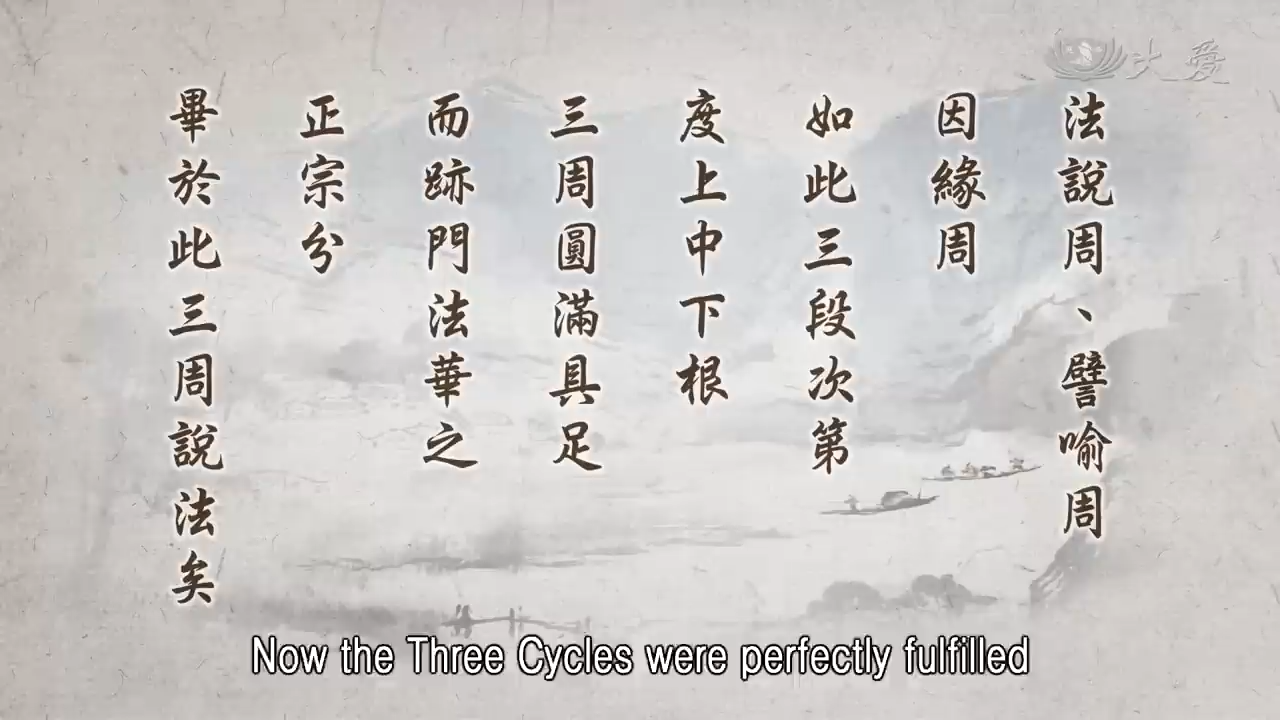 法說周、譬喻周
因緣周
如此三段次第
度上中下根
三周圓滿具足
而跡門法華之
正宗分
畢於此三周說法矣
大愛
Now the Three Cycles were perfectly fulfilled